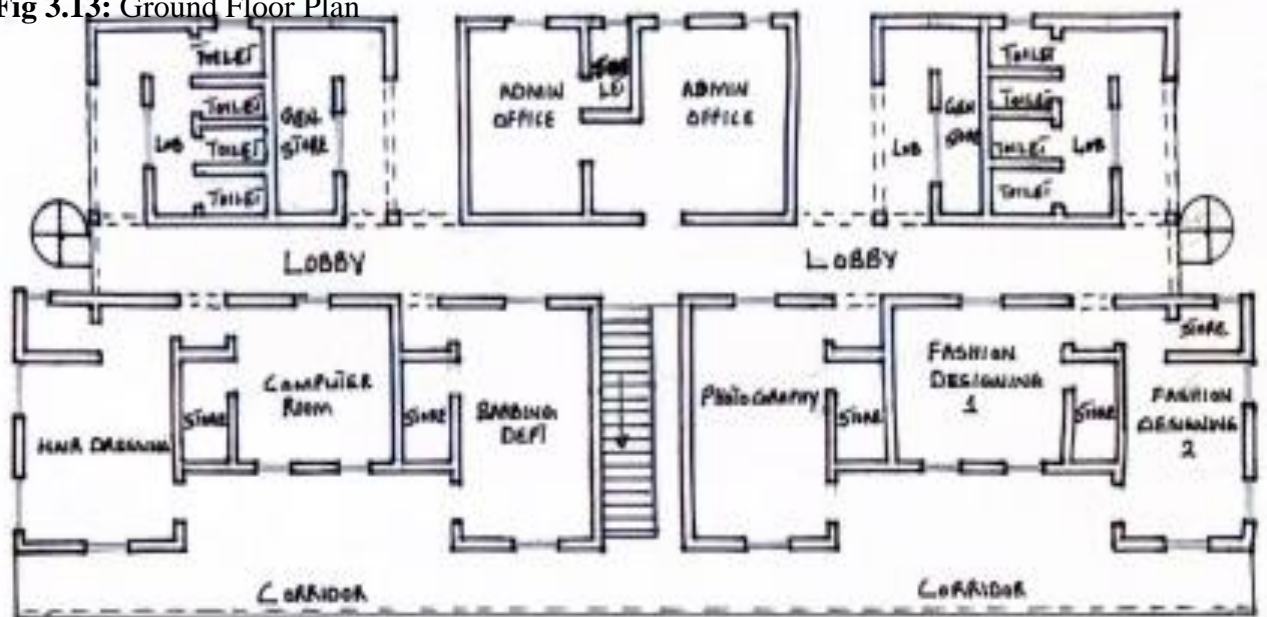 Fig 3.13: Ground Floor Plan
TOILET
TOILET
TOILET
TOILET
LOB
GEN
STORE
ADMIN
OFFICE
ADMIN
OFFICE
LOB
GEN
STORE
TOILET
TOILET
TOILET
TOILET
LOB
LOBBY
LOBBY
HAIR DRESSING
STORE
COMPUTER
ROOM
STORE
BARBING
DEPT
PHOTOGRAPHY
STORE
FASHION
DESIGNING
1
STORE
STORE
FASHION
DESIGNING
2
CORRIDOR
CORRIDOR